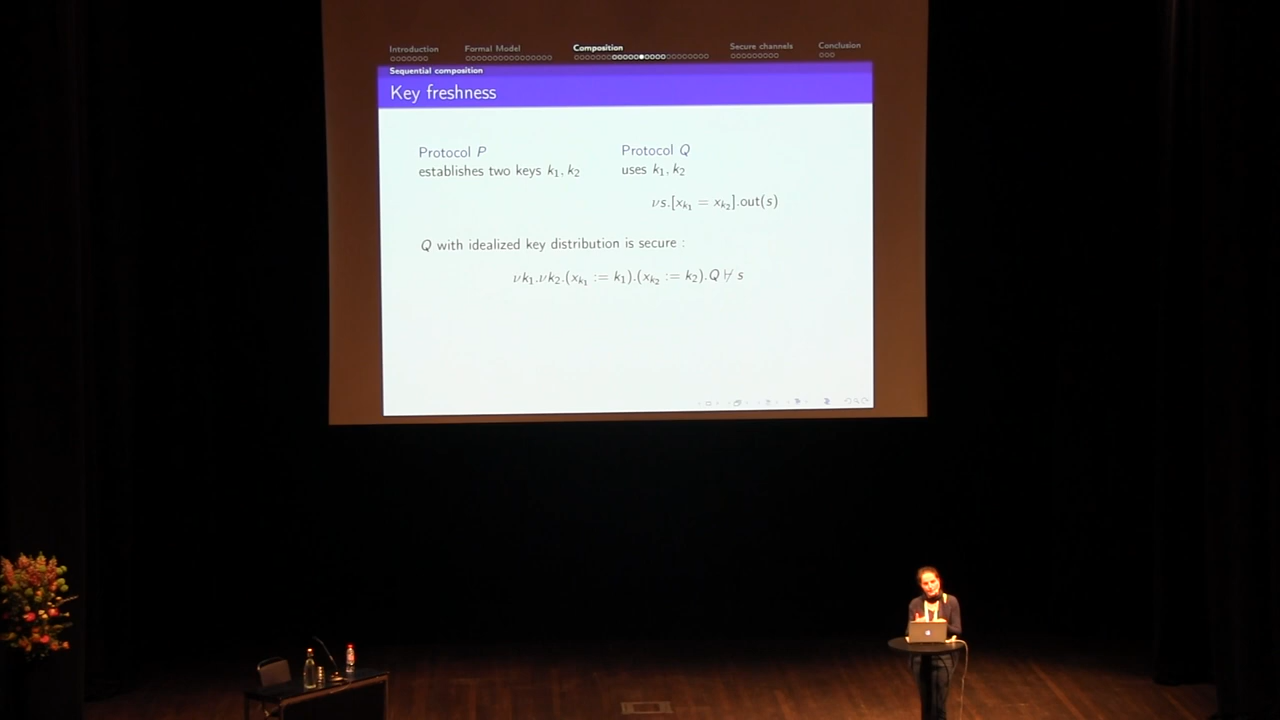 Introduction Formal Model Composition Secure channels Conclusion
Sequential composition
Key freshness
Protocol P
establishes two keys k₁, k₂
Protocol Q
uses k₁, k₂
νs.[x_{k₁} = x_{k₂}].out(s)
Q with idealized key distribution is secure :
νk₁.νk₂.(x_{k₁} := k₁).(x_{k₂} := k₂).Q ⊬ s